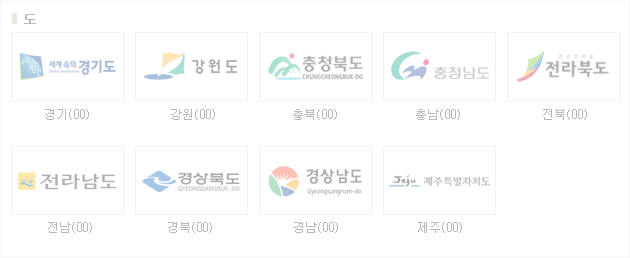 도
세계속의 경기도
강원도
충청북도
CHUNGCHEONGBUK-DO
충청남도
전라북도
경기(00)
강원(00)
충북(00)
충남(00)
전북(00)
전라남도
경상북도
GYEONGSANGBUK-DO
경상남도
Gyeongsangnam-do
Jeju 제주특별자치도
전남(00)
경북(00)
경남(00)
제주(00)